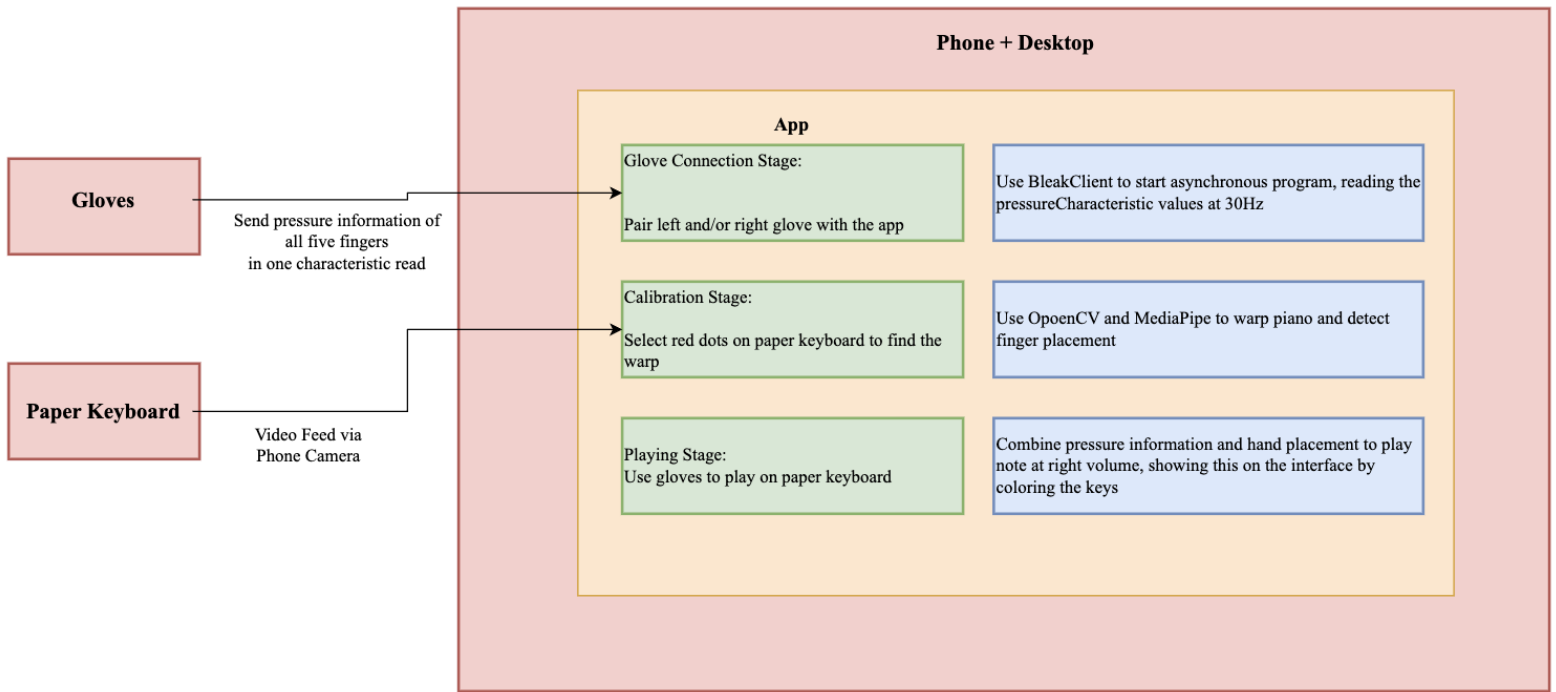 Phone + Desktop
App
Gloves
Send pressure information of
all five fingers
in one characteristic read
Glove Connection Stage:
Pair left and/or right glove with the app
Use BleakClient to start asynchronous program, reading the
pressureCharacteristic values at 30Hz
Paper Keyboard
Video Feed via
Phone Camera
Calibration Stage:
Select red dots on paper keyboard to find the
warp
Use OpoenCV and MediaPipe to warp piano and detect
finger placement
Playing Stage:
Use gloves to play on paper keyboard
Combine pressure information and hand placement to play
note at right volume, showing this on the interface by
coloring the keys